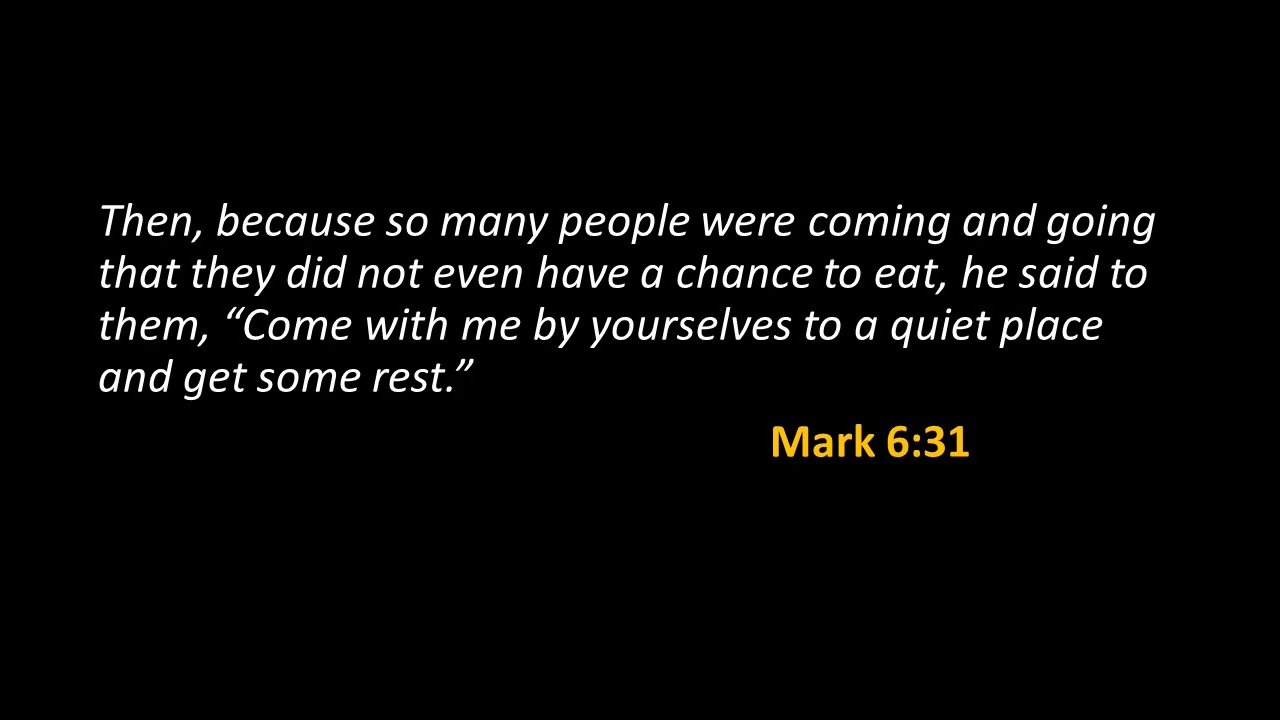 Then, because so many people were coming and going
that they did not even have a chance to eat, he said to
them, “Come with me by yourselves to a quiet place
and get some rest.”
Mark 6:31